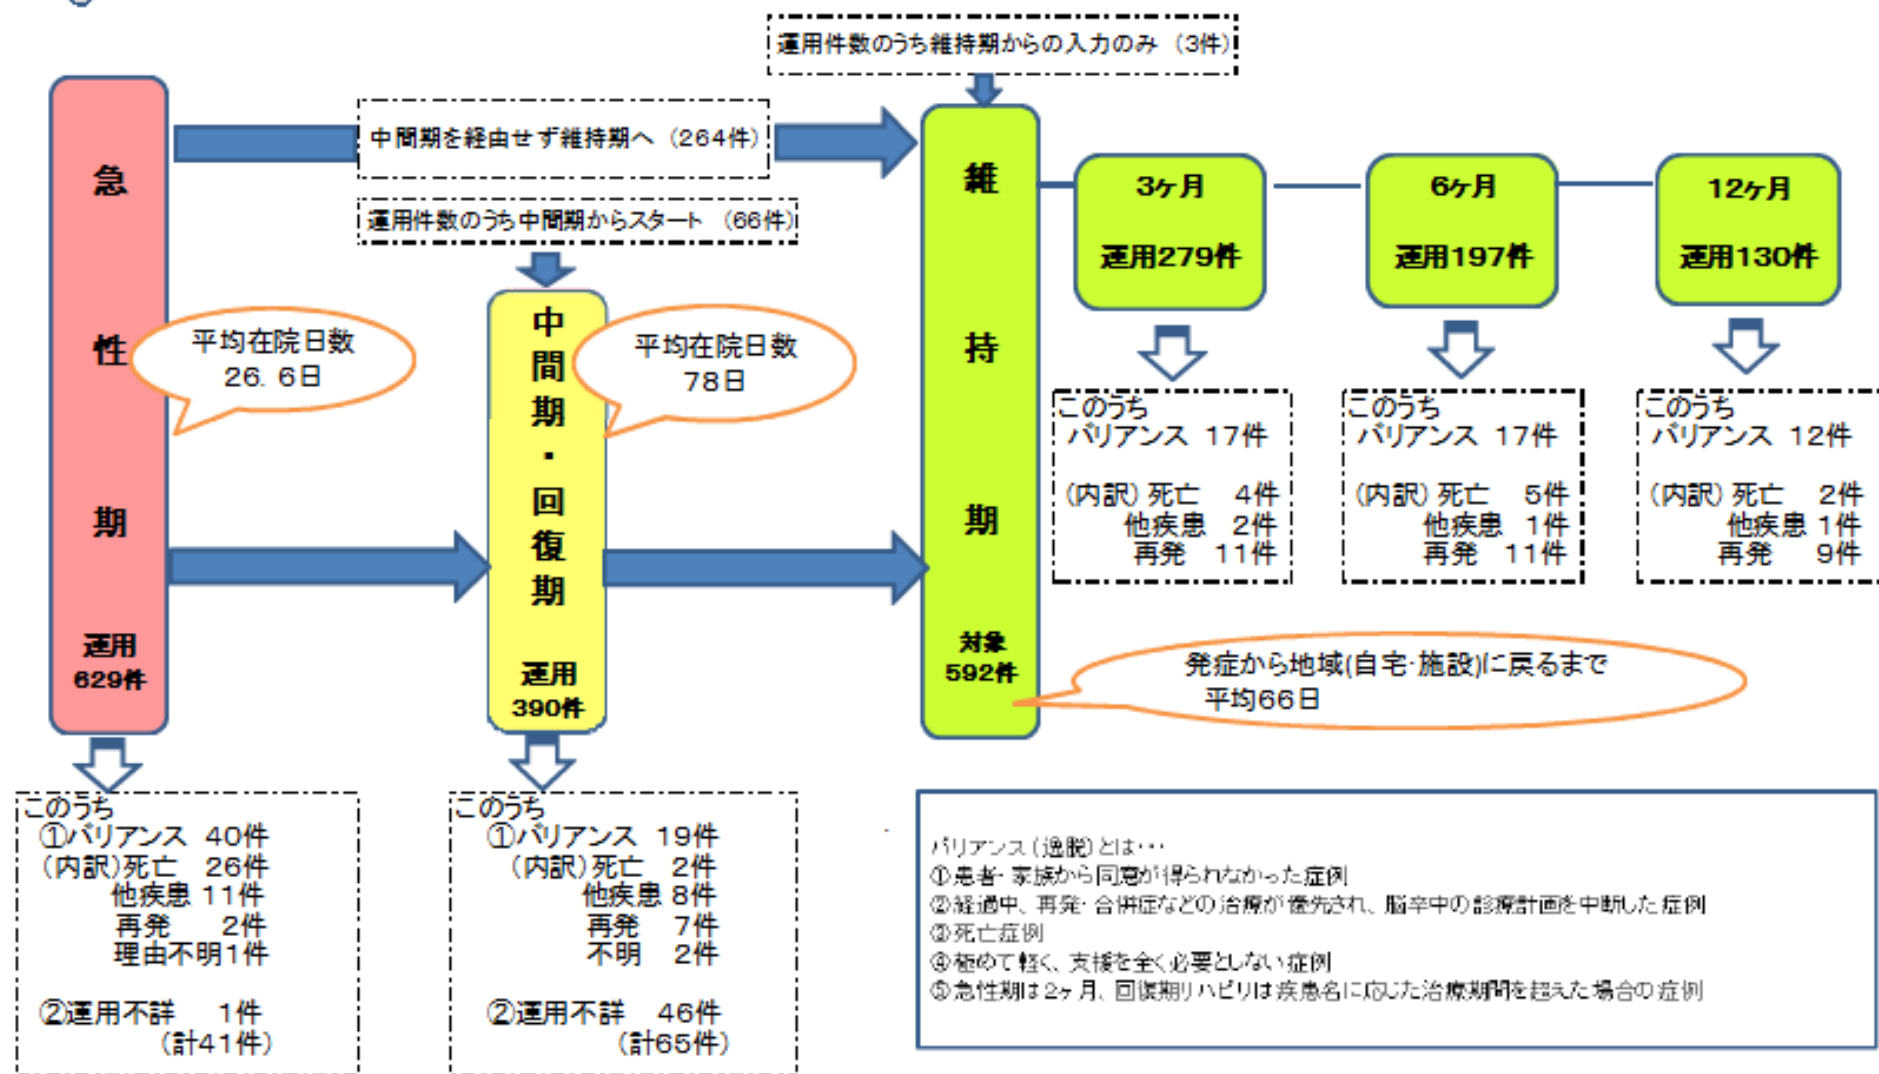 運用件数のうち維持期からの入力のみ （3件）
急性期
運用
629件
中間期を経由せず維持期へ （264件）
運用件数のうち中間期からスタート （66件）
平均在院日数
26．6日
中間期・回復期
運用
390件
平均在院日数
78日
維持期
対象
592件
3ヶ月
運用279件
6ヶ月
運用197件
12ヶ月
運用130件
このうち
バリアンス 17件
(内訳) 死亡 4件
他疾患 2件
再発 11件
このうち
バリアンス 17件
(内訳) 死亡 5件
他疾患 1件
再発 11件
このうち
バリアンス 12件
(内訳) 死亡 2件
他疾患 1件
再発 9件
発症から地域(自宅・施設)に戻るまで
平均66日
このうち
①バリアンス 40件
(内訳)死亡 26件
他疾患 11件
再発 2件
理由不明1件
②運用不詳 1件
(計41件)
このうち
①バリアンス 19件
(内訳)死亡 2件
他疾患 8件
再発 7件
不明 2件
②運用不詳 46件
(計65件)
バリアンス(逸脱)とは・・・
①患者・家族から同意が得られなかった症例
②経過中、再発・合併症などの治療が優先され、脳卒中の診療計画を中断した症例
③死亡症例
④極めて軽く、支援を全く必要としない症例
⑤急性期は2ヶ月、回復期リハビリは疾患名に応じた治療期間を超えた場合の症例